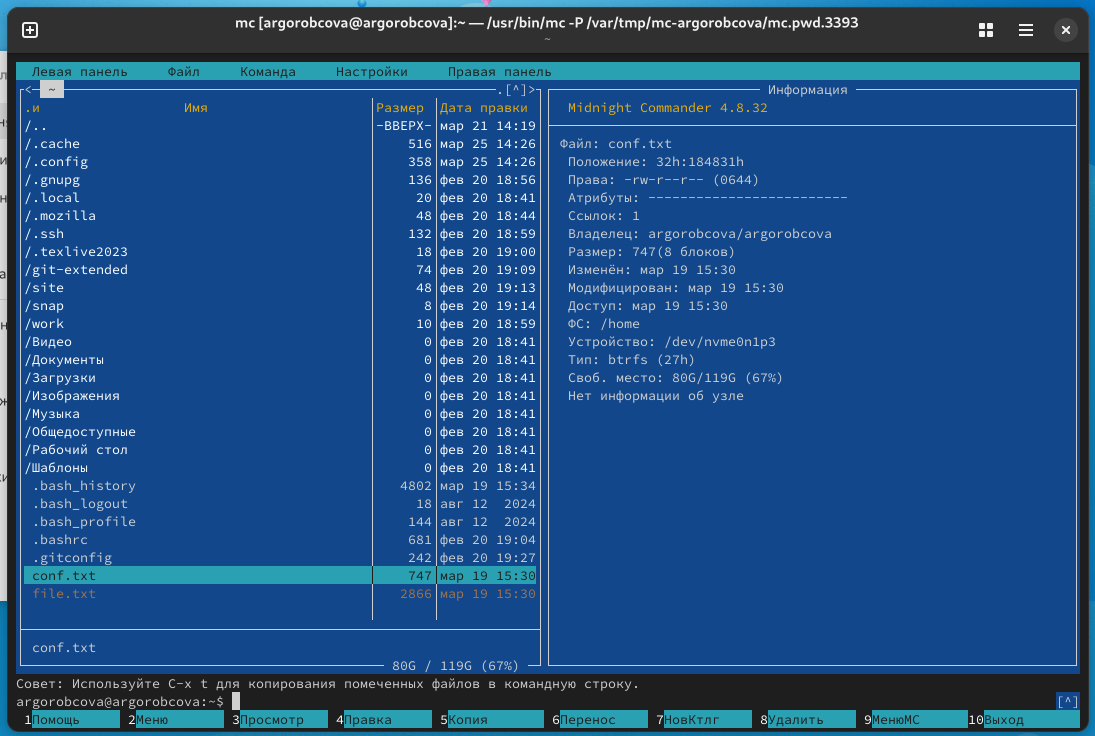 mc [argorobcova@argorobcova]:~ — /usr/bin/mc -P /var/tmp/mc-argorobcova/mc.pwd.3393
~
Левая панель Файл Команда Настройки Правая панель
<- ~ .[^]>
.и Имя Размер Дата правки
/.. -ВВЕРХ- мар 21 14:19
/.cache 516 мар 25 14:26
/.config 358 мар 25 14:26
/.gnupg 136 фев 20 18:56
/.local 20 фев 20 18:41
/.mozilla 48 фев 20 18:44
/.ssh 132 фев 20 18:59
/.texlive2023 18 фев 20 19:00
/git-extended 74 фев 20 19:09
/site 48 фев 20 19:13
/snap 8 фев 20 19:14
/work 10 фев 20 18:59
/Видео 0 фев 20 18:41
/Документы 0 фев 20 18:41
/Загрузки 0 фев 20 18:41
/Изображения 0 фев 20 18:41
/Музыка 0 фев 20 18:41
/Общедоступные 0 фев 20 18:41
/Рабочий стол 0 фев 20 18:41
/Шаблоны 0 фев 20 18:41
.bash_history 4802 мар 19 15:34
.bash_logout 18 авг 12 2024
.bash_profile 144 авг 12 2024
.bashrc 681 фев 20 19:04
.gitconfig 242 фев 20 19:27
conf.txt 747 мар 19 15:30
file.txt 2866 мар 19 15:30
conf.txt
80G / 119G (67%)
Информация
Midnight Commander 4.8.32
Файл: conf.txt
Положение: 32h:184831h
Права: -rw-r--r-- (0644)
Атрибуты: -------------------------
Ссылок: 1
Владелец: argorobcova/argorobcova
Размер: 747(8 блоков)
Изменён: мар 19 15:30
Модифицирован: мар 19 15:30
Доступ: мар 19 15:30
ФС: /home
Устройство: /dev/nvme0n1p3
Тип: btrfs (27h)
Своб. место: 80G/119G (67%)
Нет информации об узле
Совет: Используйте C-x t для копирования помеченных файлов в командную строку.
argorobcova@argorobcova:~$ [^]
1Помощь 2Меню 3Просмотр 4Правка 5Копия 6Перенос 7НовКтлг 8Удалить 9МенюМС 10Выход